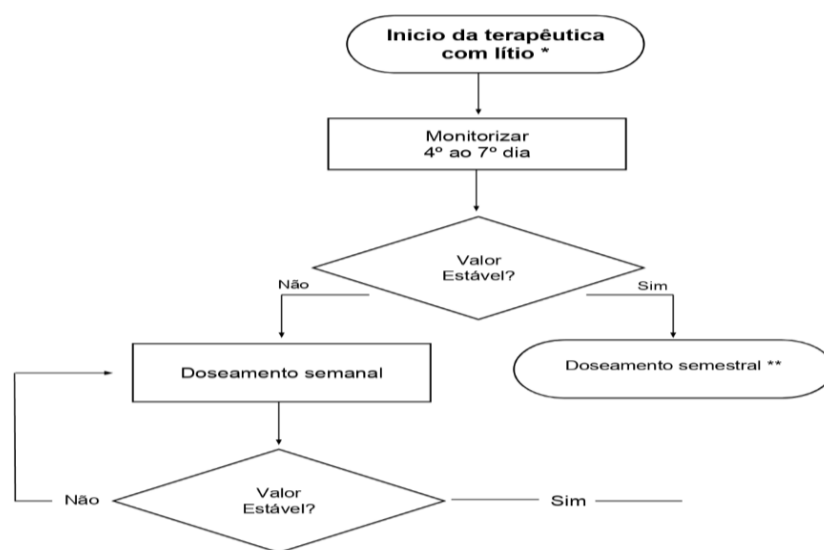 Inicio da terapêutica
com lítio *
Monitorizar
4º ao 7º dia
Valor
Estável?
Não
Sim
Doseamento semanal
Doseamento semestral **
Valor
Estável?
Não
Sim